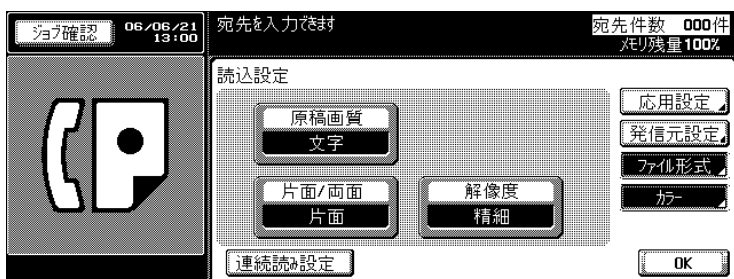 ジョブ確認
06/06/21
13:00
宛先を入力できます
宛先件数 000件
メモリ残量100%
読込設定
原稿画質
文字
片面/両面
片面
解像度
精細
応用設定
発信元設定
ファイル形式
カラー
連続読み設定
OK